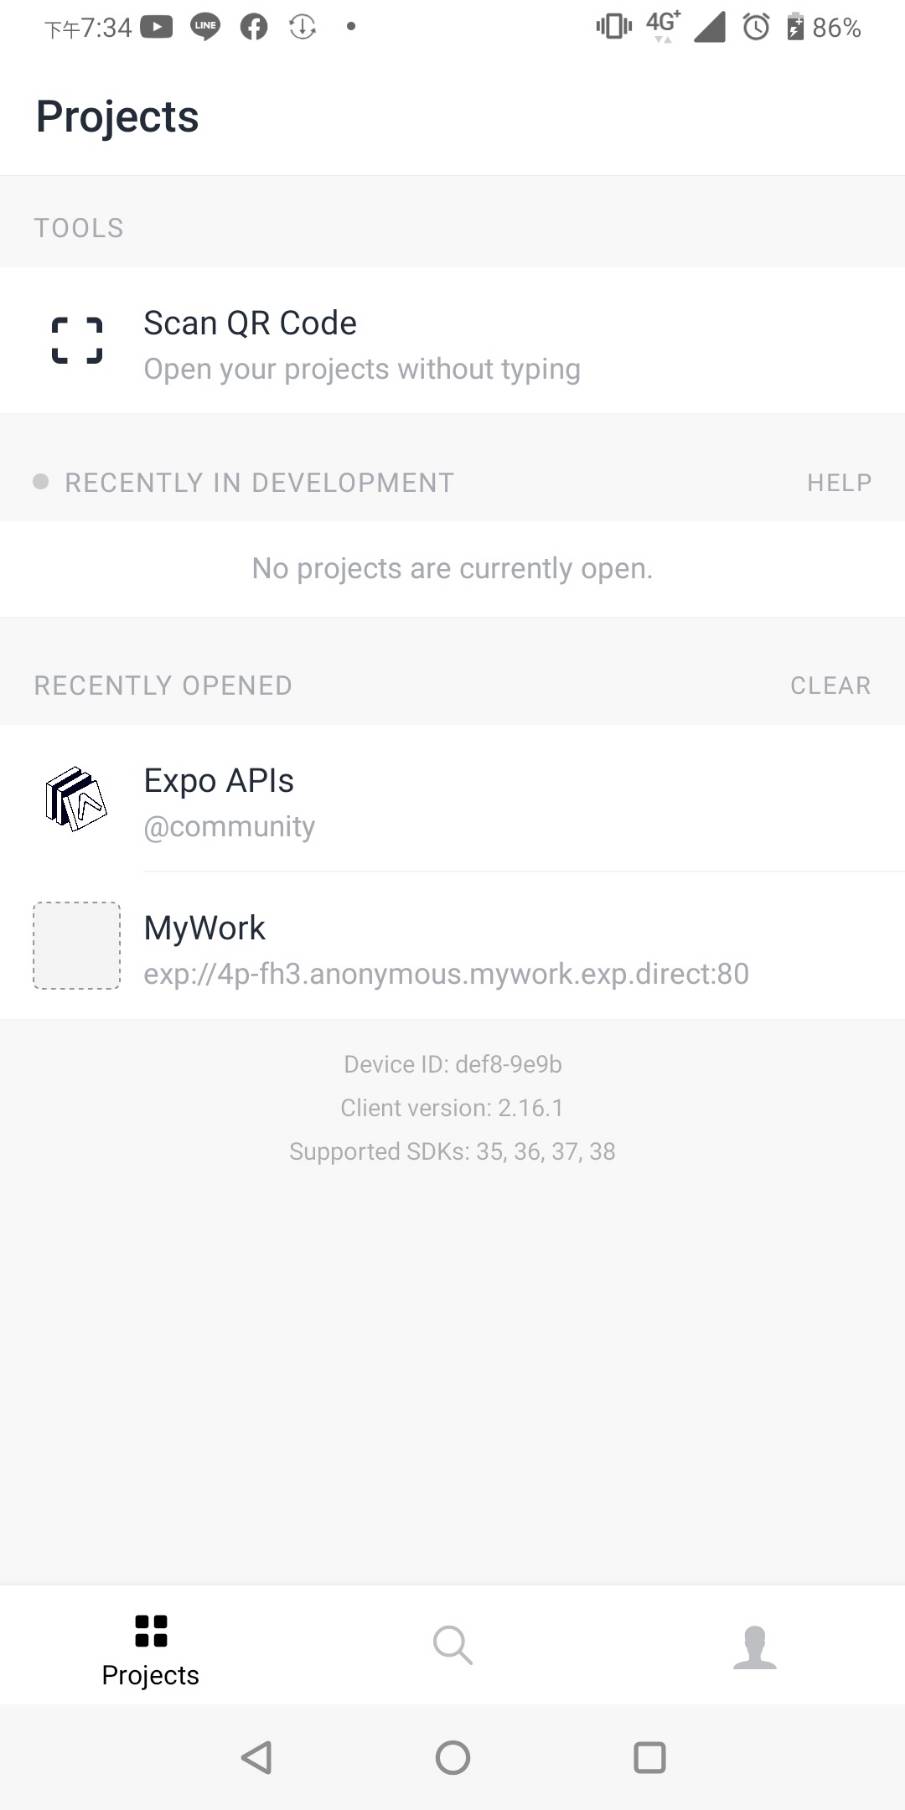 下午7:34 LINE 4G+ 86%
Projects
TOOLS
Scan QR Code
Open your projects without typing
RECENTLY IN DEVELOPMENT HELP
No projects are currently open.
RECENTLY OPENED CLEAR
Expo APIs
@community
MyWork
exp://4p-fh3.anonymous.mywork.exp.direct:80
Device ID: def8-9e9b
Client version: 2.16.1
Supported SDKs: 35, 36, 37, 38
Projects